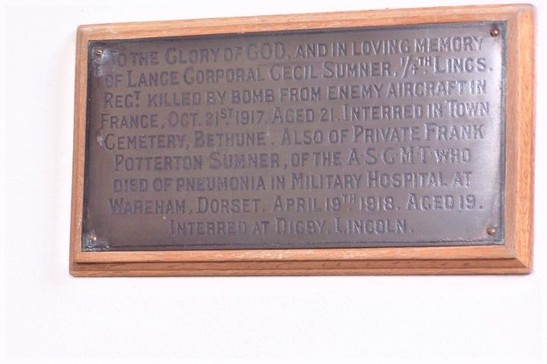 TO THE GLORY OF GOD, AND IN LOVING MEMORY
OF LANCE CORPORAL CECIL SUMNER, 1/4TH LINCS.
REGT. KILLED BY BOMB FROM ENEMY AIRCRAFT IN
FRANCE, OCT. 21ST 1917. AGED 21. INTERRED IN TOWN
CEMETERY, BETHUNE. ALSO OF PRIVATE FRANK
POTTERTON SUMNER, OF THE A·S·C M T WHO
DIED OF PNEUMONIA IN MILITARY HOSPITAL AT
WAREHAM, DORSET. APRIL 19TH 1918. AGED 19.
INTERRED AT DIGBY, LINCOLN.